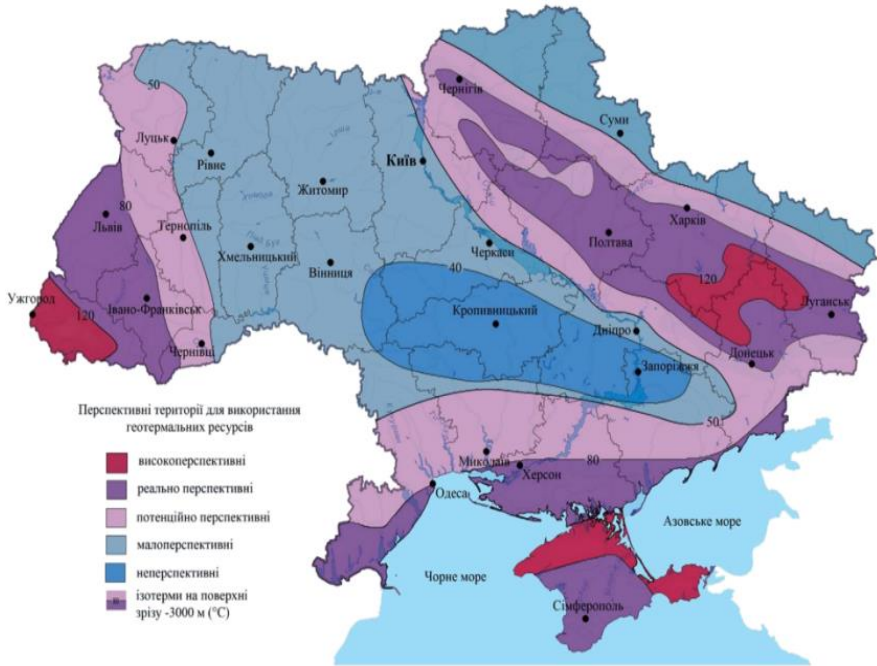 Чернігів
50
Суми
Луцьк
Рівне
Київ
Житомир
80
Львів
Тернопіль
Харків
Хмельницький
Полтава
Черкаси
Вінниця
40
120
Ужгород
Івано-Франківськ
Луганськ
120
Кропивницький
Дніпро
Чернівці
Донецьк
Запоріжжя
Перспективні території для використання
геотермальних ресурсів
50
високоперспективні
Миколаїв
80
Херсон
реально перспективні
Одеса
потенційно перспективні
Азовське море
малоперспективні
неперспективні
Чорне море
ізотерми на поверхні
зрізу -3000 м (°C)
Сімферополь